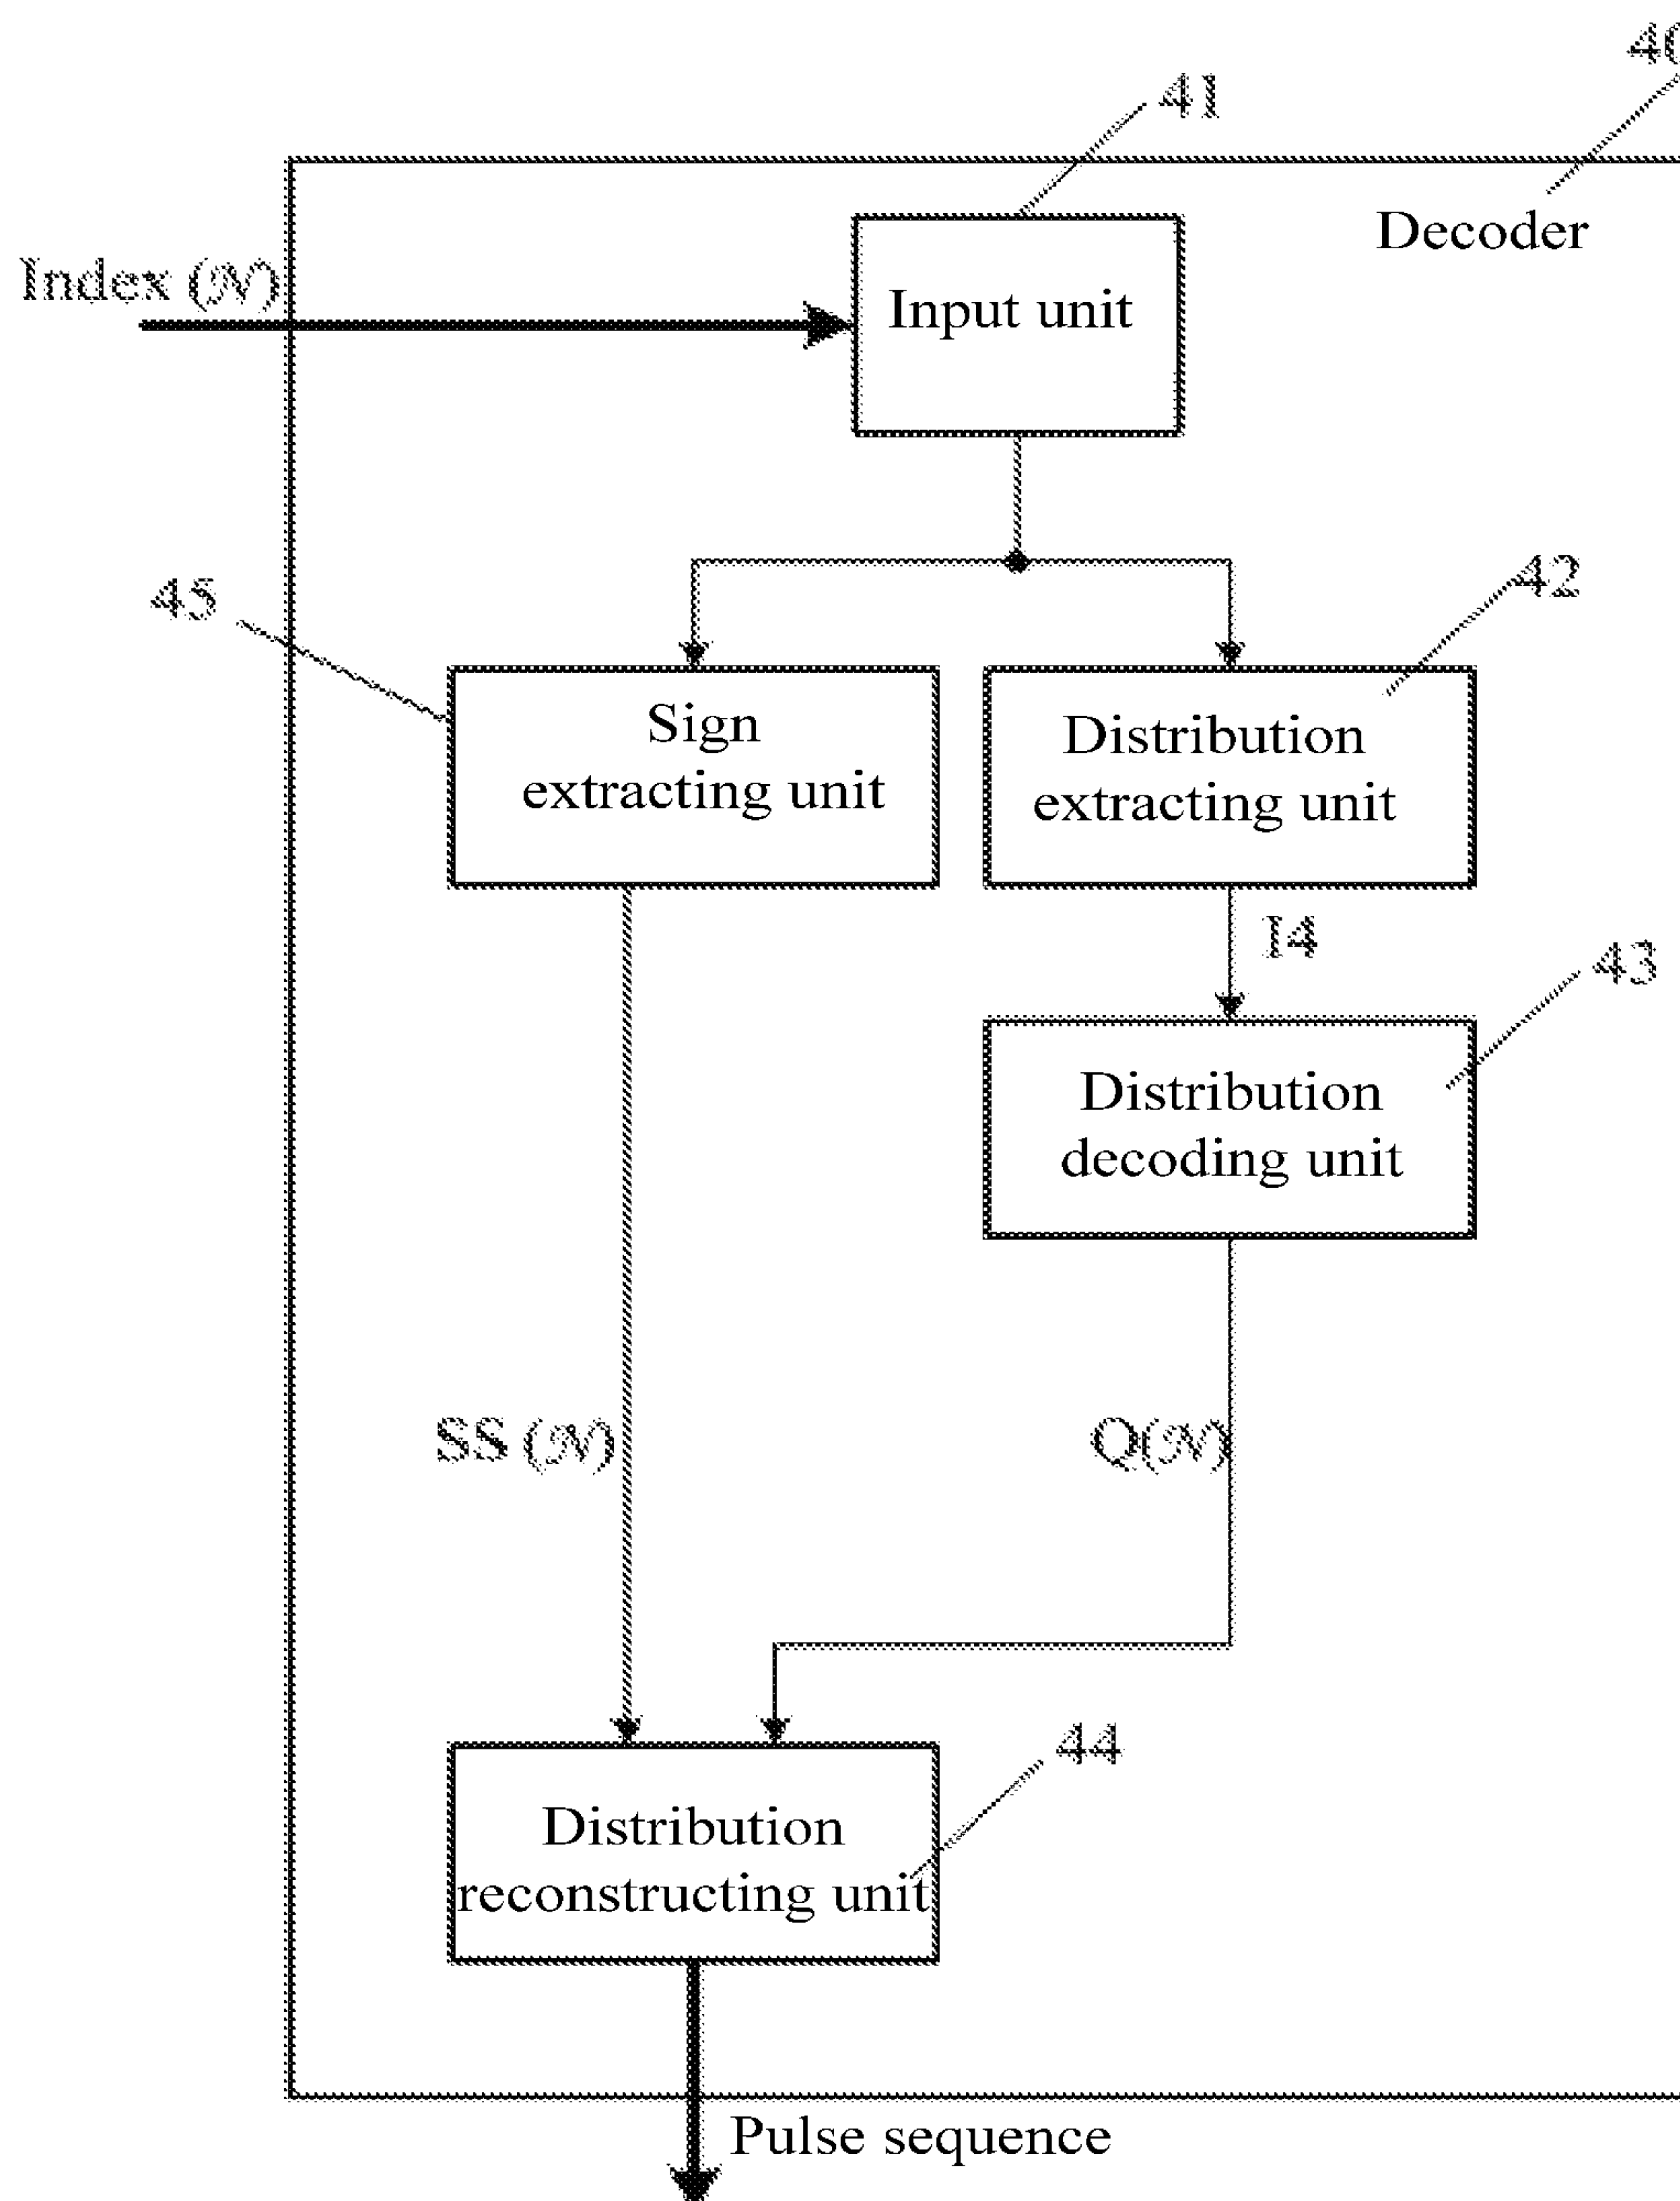 40
41
Decoder
Index (𝒩)
Input unit
45
42
Sign
extracting unit
Distribution
extracting unit
I4
43
Distribution
decoding unit
SS (𝒩)
Q(𝒩)
44
Distribution
reconstructing unit
Pulse sequence